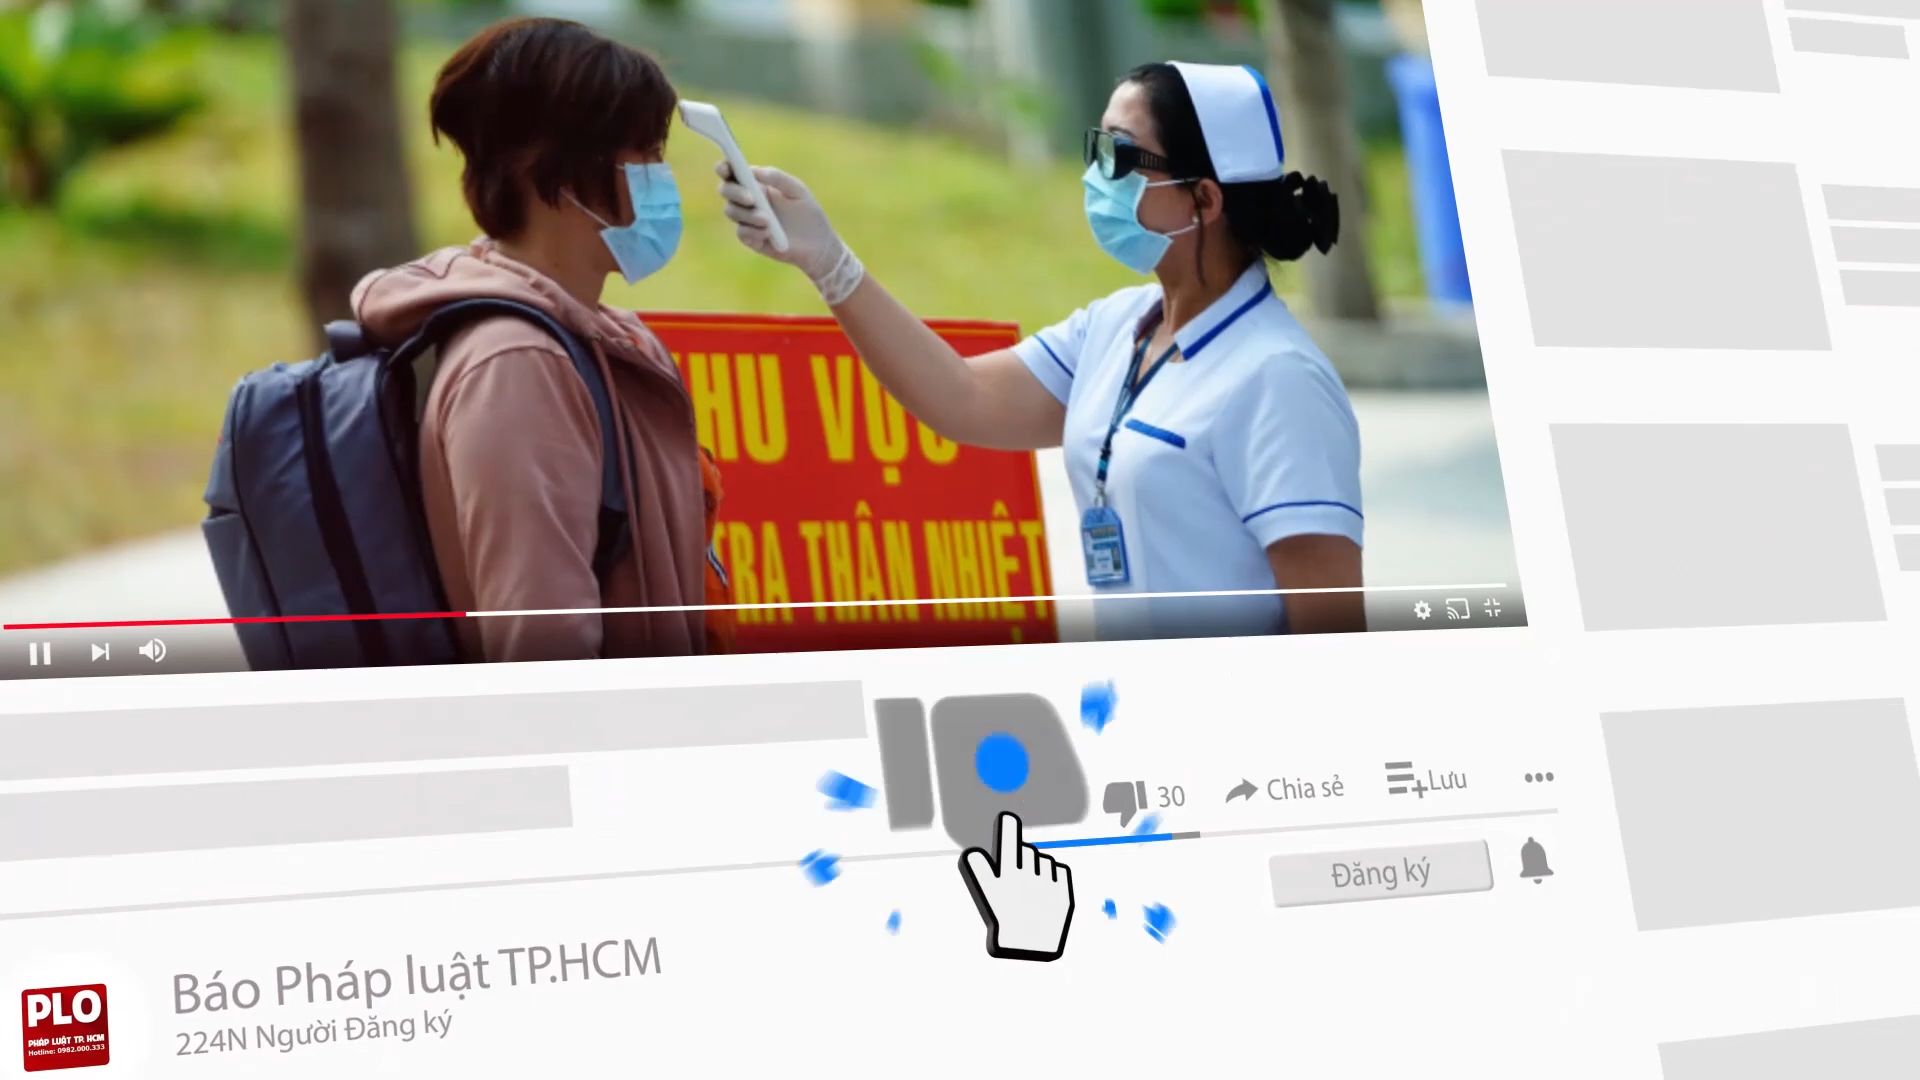 HU VỰC
TRA THÂN NHIỆT
30
Chia sẻ
Lưu
Đăng ký
Báo Pháp luật TP.HCM
224N Người Đăng ký
PLO
PHÁP LUẬT TP. HCM
Hotline: 0982.000.333